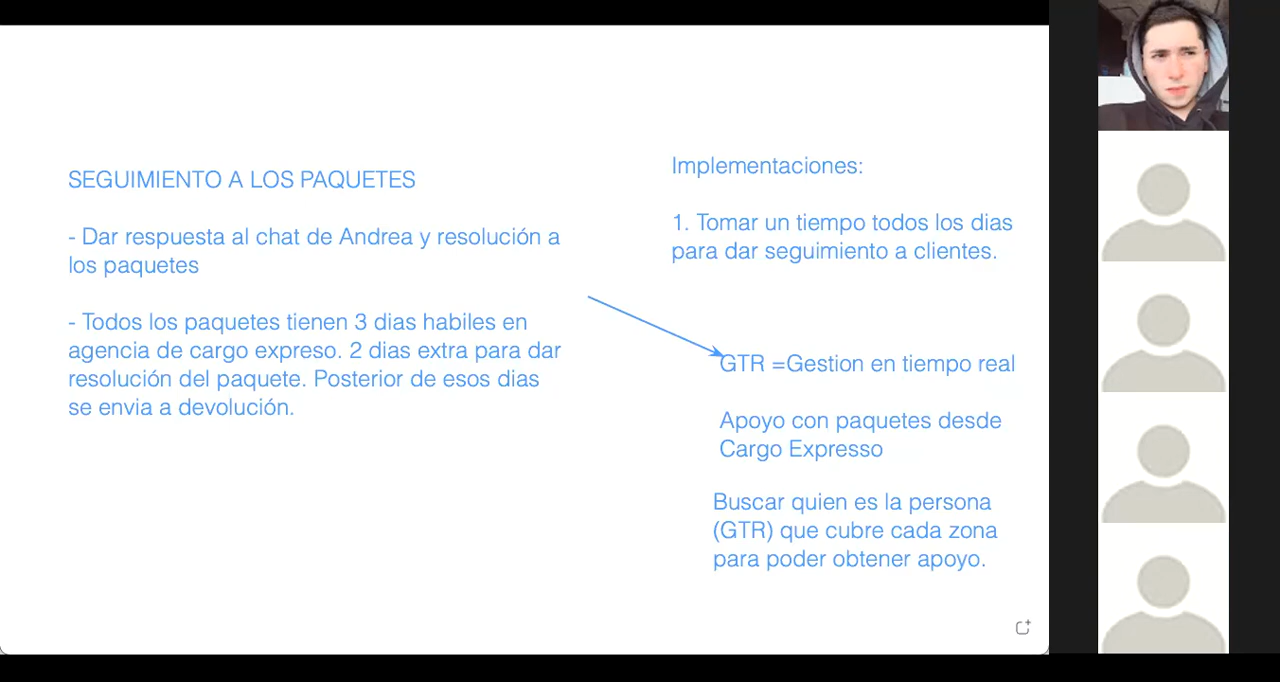 SEGUIMIENTO A LOS PAQUETES
- Dar respuesta al chat de Andrea y resolución a
los paquetes
- Todos los paquetes tienen 3 dias habiles en
agencia de cargo expreso. 2 dias extra para dar
resolución del paquete. Posterior de esos dias
se envia a devolución.
Implementaciones:
1. Tomar un tiempo todos los dias
para dar seguimiento a clientes.
GTR =Gestion en tiempo real
Apoyo con paquetes desde
Cargo Expresso
Buscar quien es la persona
(GTR) que cubre cada zona
para poder obtener apoyo.